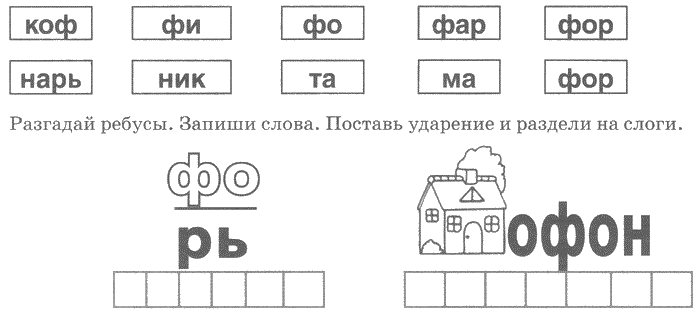 коф фи фо фар фор
нарь ник та ма фор
Разгадай ребусы. Запиши слова. Поставь ударение и раздели на слоги.
фо
рь
офон